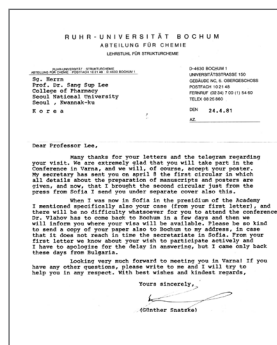 RUHR-UNIVERSITÄT BOCHUM
ABTEILUNG FÜR CHEMIE
LEHRSTUHL FÜR STRUKTURCHEMIE
RUHR-UNIVERSITÄT STRUKTURCHEMIE
ABTEILUNG FÜR CHEMIE POSTFACH 10 21 48 D-4630 BOCHUM 1
Sg. Herrn
Prof. Dr. Sang Sup Lee
College of Pharmacy
Seoul National University
Seoul , Kwannak-ku
K o r e a
D-4630 BOCHUM 1
UNIVERSITÄTSSTRASSE 150
GEBÄUDE NC, 5. OBERGESCHOSS
POSTFACH 10 21 48
FERNRUF (02 34) 7 00 (1) 54 60
TELEX 08 25 860
DEN 24.4.81
AZ.
Dear Professor Lee,
Many thanks for your letters and the telegram regarding
your visit. We are extremely glad that you will take part in the
Conference in Varna, and we will, of course, accept your poster.
My secretary has sent you on april 8 the first circular in which
all details about the preparation of manuscripts and posters are
given, and now, that I brought the second circular just from the
press from Sofia I send you under separate cover also this.
When I was now in Sofia in the presidium of the Academy
I mentioned specifically also your case (from your first letter), and
there will be no difficulty whatsoever for you to attend the conference.
Dr. Vlahov has to come back to Bochum in a few days and then we
will inform you where your visa will be available. Please be so kind
to send a copy of your paper also to Bochum to my address, in case
that it does not reach in time the secretariate in Sofia. From your
first letter we know about your wish to participate actively and
I have to apologize for the delay in answering, but I came only back
these days from Bulgaria.
Looking very much forward to meeting you in Varna! If you
have any other questions, please write to me and I will try to
help you in any respect. With best wishes and kindest regards,
Yours sincerely,
(Günther Snatzke)